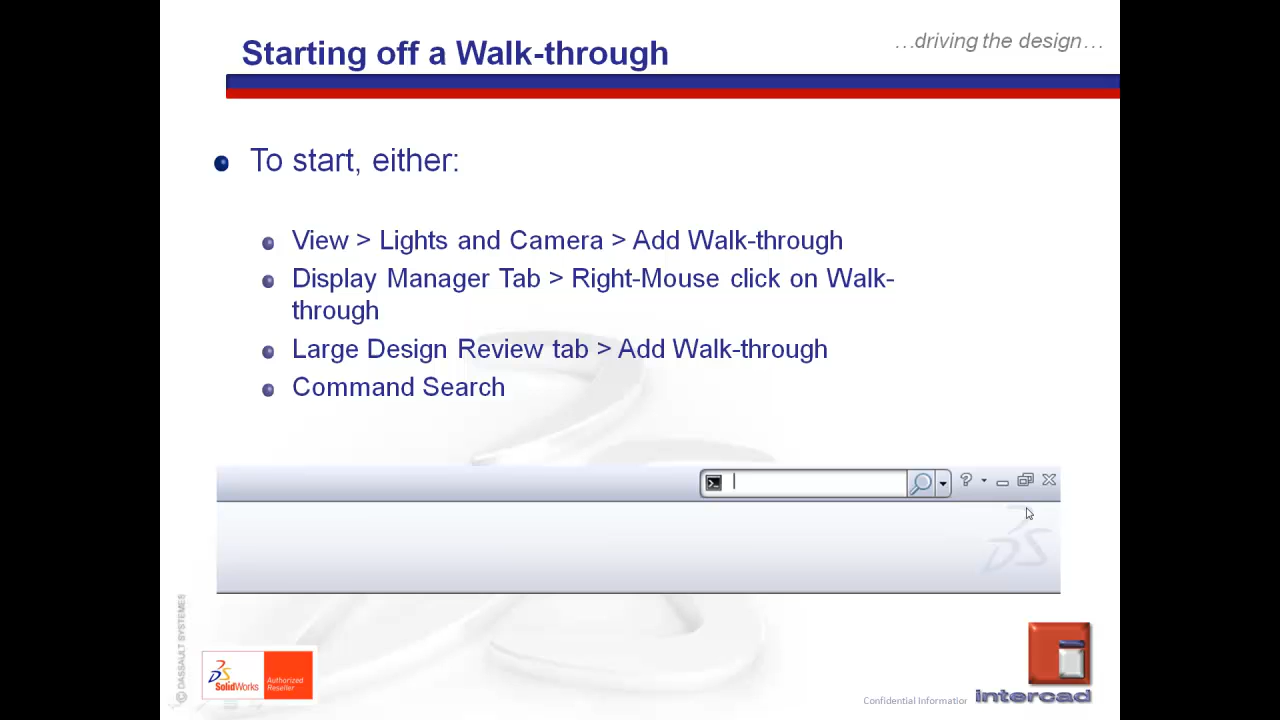 Starting off a Walk-through
…driving the design…
To start, either:
View > Lights and Camera > Add Walk-through
Display Manager Tab > Right-Mouse click on Walk-
through
Large Design Review tab > Add Walk-through
Command Search
?
© DASSAULT SYSTEMES
SolidWorks
Authorized
Reseller
Confidential Informatior
intercad